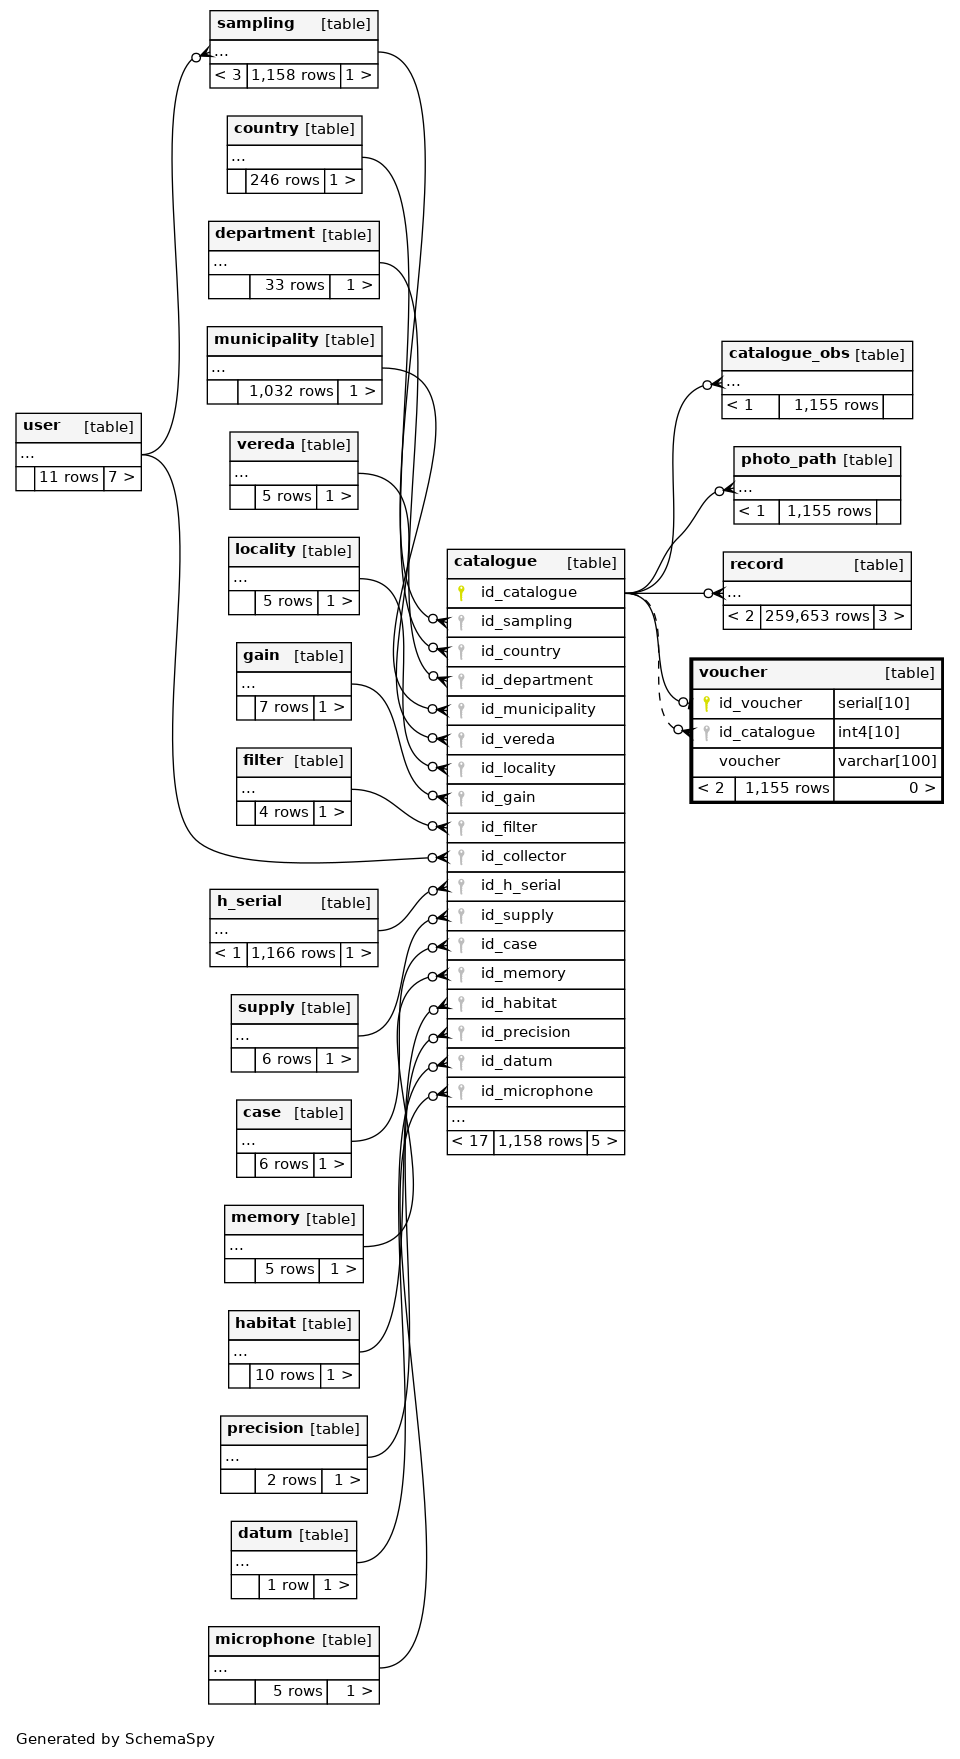 sampling [table]
...
< 3 1,158 rows 1 >
country [table]
...
246 rows 1 >
department [table]
...
33 rows 1 >
municipality [table]
...
1,032 rows 1 >
user [table]
...
11 rows 7 >
vereda [table]
...
5 rows 1 >
locality [table]
...
5 rows 1 >
gain [table]
...
7 rows 1 >
filter [table]
...
4 rows 1 >
h_serial [table]
...
< 1 1,166 rows 1 >
supply [table]
...
6 rows 1 >
case [table]
...
6 rows 1 >
memory [table]
...
5 rows 1 >
habitat [table]
...
10 rows 1 >
precision [table]
...
2 rows 1 >
datum [table]
...
1 row 1 >
microphone [table]
...
5 rows 1 >
catalogue [table]
id_catalogue
id_sampling
id_country
id_department
id_municipality
id_vereda
id_locality
id_gain
id_filter
id_collector
id_h_serial
id_supply
id_case
id_memory
id_habitat
id_precision
id_datum
id_microphone
...
< 17 1,158 rows 5 >
catalogue_obs [table]
...
< 1 1,155 rows
photo_path [table]
...
< 1 1,155 rows
record [table]
...
< 2 259,653 rows 3 >
voucher [table]
id_voucher serial[10]
id_catalogue int4[10]
voucher varchar[100]
< 2 1,155 rows 0 >
Generated by SchemaSpy